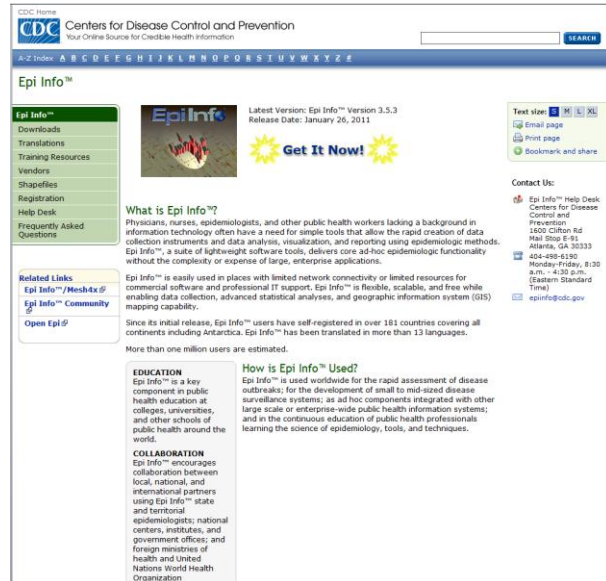 CDC Home
CDC
Centers for Disease Control and Prevention
Your Online Source for Credible Health Information
SEARCH
A-Z Index A B C D E F G H I J K L M N O P Q R S T U V W X Y Z #
Epi Info™
Epi Info™
Downloads
Translations
Training Resources
Vendors
Shapefiles
Registration
Help Desk
Frequently Asked
Questions
Related Links
Epi Info™/Mesh4x
Epi Info™ Community
Open Epi
Epi Info
Latest Version: Epi Info™ Version 3.5.3
Release Date: January 26, 2011
Get It Now!
What is Epi Info™?
Physicians, nurses, epidemiologists, and other public health workers lacking a background in
information technology often have a need for simple tools that allow the rapid creation of data
collection instruments and data analysis, visualization, and reporting using epidemiologic methods.
Epi Info™, a suite of lightweight software tools, delivers core ad-hoc epidemiologic functionality
without the complexity or expense of large, enterprise applications.
Epi Info™ is easily used in places with limited network connectivity or limited resources for
commercial software and professional IT support. Epi Info™ is flexible, scalable, and free while
enabling data collection, advanced statistical analyses, and geographic information system (GIS)
mapping capability.
Since its initial release, Epi Info™ users have self-registered in over 181 countries covering all
continents including Antarctica. Epi Info™ has been translated in more than 13 languages.
More than one million users are estimated.
EDUCATION
Epi Info™ is a key
component in public
health education at
colleges, universities,
and other schools of
public health around the
world.
COLLABORATION
Epi Info™ encourages
collaboration between
local, national, and
international partners
using Epi Info™ state
and territorial
epidemiologists; national
centers, institutes, and
government offices; and
foreign ministries of
health and United
Nations World Health
Organization
How is Epi Info™ Used?
Epi Info™ is used worldwide for the rapid assessment of disease
outbreaks; for the development of small to mid-sized disease
surveillance systems; as ad hoc components integrated with other
large scale or enterprise-wide public health information systems;
and in the continuous education of public health professionals
learning the science of epidemiology, tools, and techniques.
Text size: S M L XL
Email page
Print page
Bookmark and share
Contact Us:
Epi Info™ Help Desk
Centers for Disease
Control and
Prevention
1600 Clifton Rd
Mail Stop E-91
Atlanta, GA 30333
404-498-6190
Monday-Friday, 8:30
a.m. - 4:30 p.m.
(Eastern Standard
Time)
epiinfo@cdc.gov